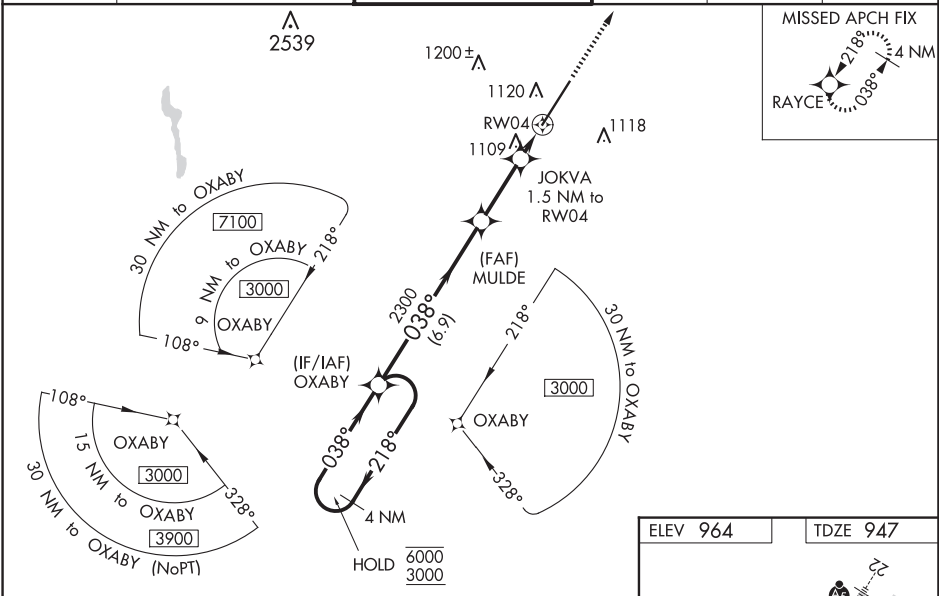 2539
1200±
1120
RW04
1109
1118
JOKVA
1.5 NM to
RW04
MISSED APCH FIX
218°
4 NM
038°
RAYCE
30 NM to OXABY
7100
218°
9 NM to OXABY
3000
OXABY
108°
(FAF)
MULDE
2300
038°
(6.9)
(IF/IAF)
OXABY
218°
30 NM to OXABY
3000
OXABY
328°
108°
OXABY
15 NM to OXABY
3000
328°
30 NM to OXABY (NoPT)
3900
038°
218°
4 NM
HOLD 6000
3000
ELEV 964
TDZE 947
22
A5